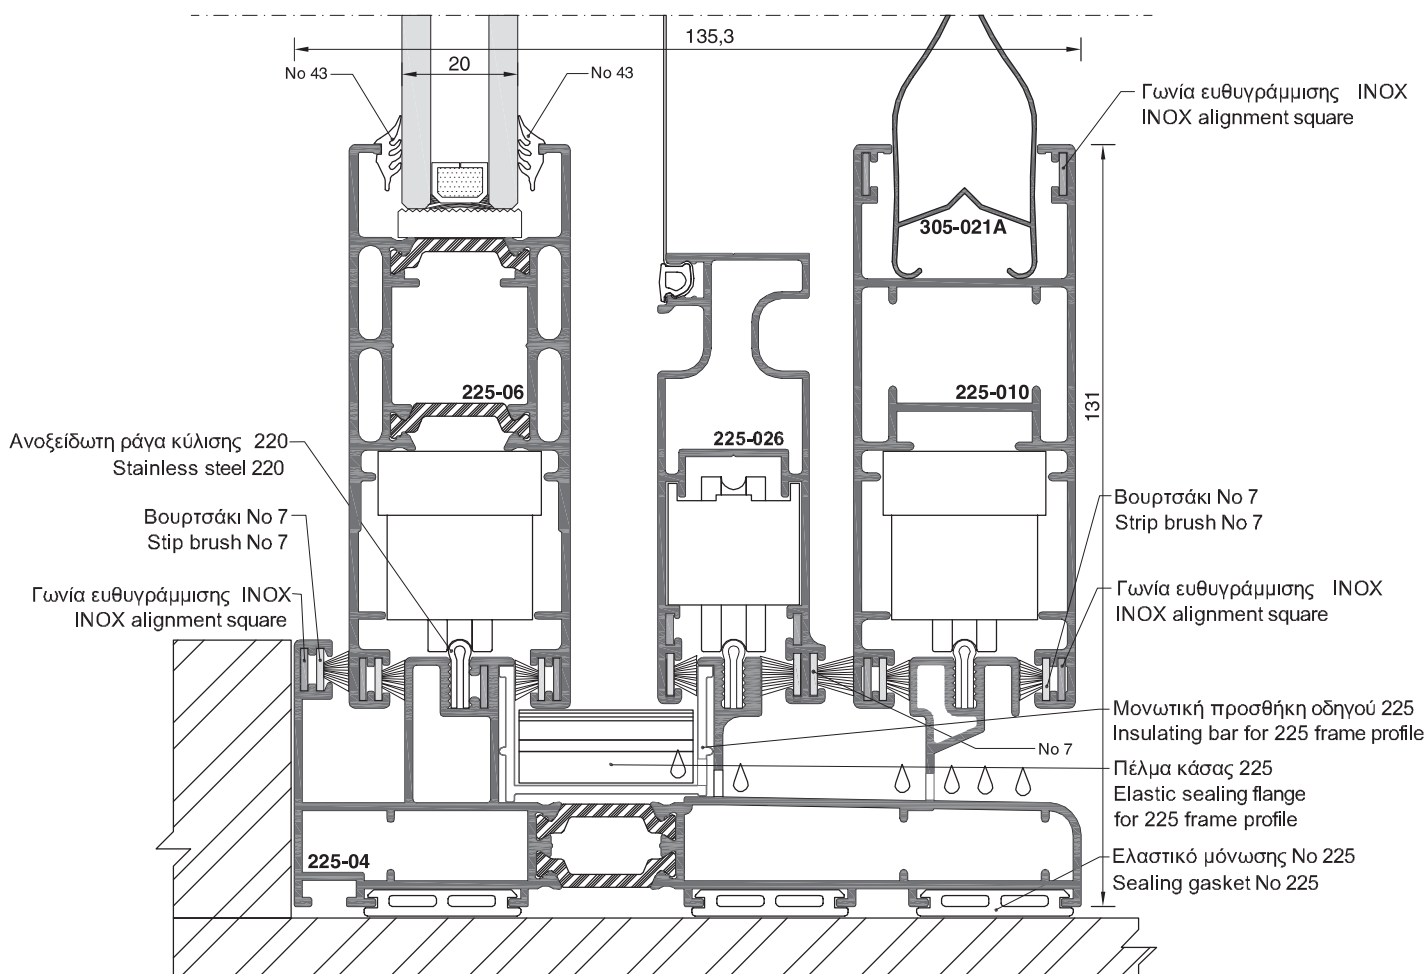 135,3
20
No 43
No 43
Γωνία ευθυγράμμισης INOX
INOX alignment square
305-021A
225-06
225-010
131
225-026
Ανοξείδωτη ράγα κύλισης 220
Stainless steel 220
Βουρτσάκι Νο 7
Stip brush No 7
Βουρτσάκι Νο 7
Strip brush No 7
Γωνία ευθυγράμμισης INOX
INOX alignment square
Γωνία ευθυγράμμισης INOX
INOX alignment square
Μονωτική προσθήκη οδηγού 225
Insulating bar for 225 frame profile
No 7
Πέλμα κάσας 225
Elastic sealing flange
for 225 frame profile
225-04
Ελαστικό μόνωσης Νο 225
Sealing gasket No 225